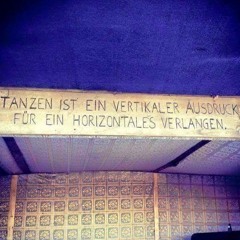 TANZEN IST EIN VERTIKALER AUSDRUCK
FÜR EIN HORIZONTALES VERLANGEN.